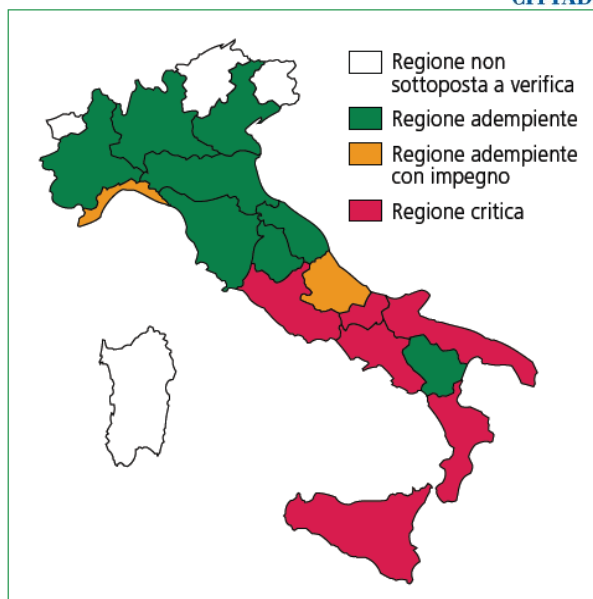 Regione non
sottoposta a verifica
Regione adempiente
Regione adempiente
con impegno
Regione critica